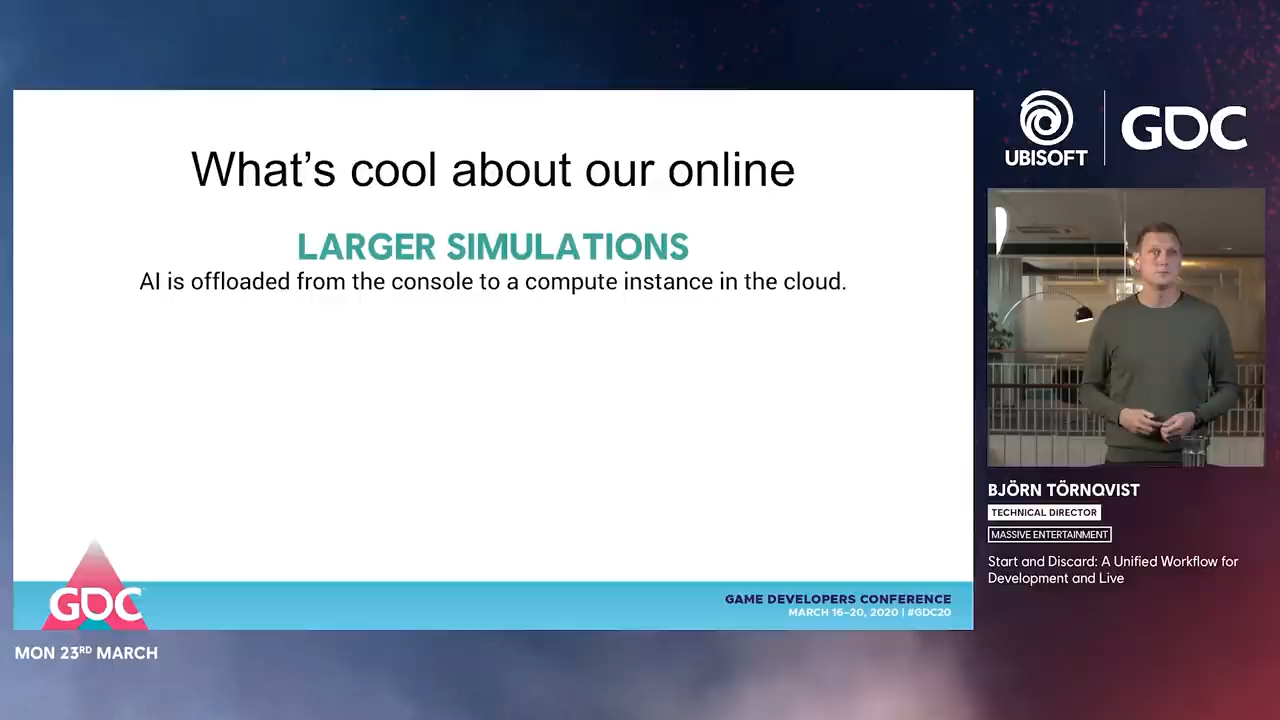 What's cool about our online
LARGER SIMULATIONS
AI is offloaded from the console to a compute instance in the cloud.
GDC
GAME DEVELOPERS CONFERENCE
MARCH 16–20, 2020 | #GDC20
MON 23RD MARCH
UBISOFT
GDC
BJÖRN TÖRNQVIST
TECHNICAL DIRECTOR
MASSIVE ENTERTAINMENT
Start and Discard: A Unified Workflow for
Development and Live